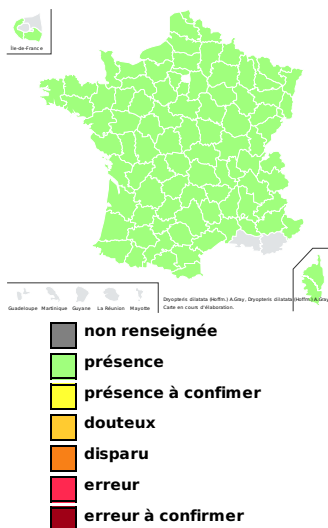 Île-de-France
Guadeloupe Martinique Guyane La Réunion Mayotte
Dryopteris dilatata (Hoffm.) A.Gray, Dryopteris dilatata (Hoffm.) A.Gray
Carte en cours d'élaboration.
non renseignée
présence
présence à confimer
douteux
disparu
erreur
erreur à confirmer